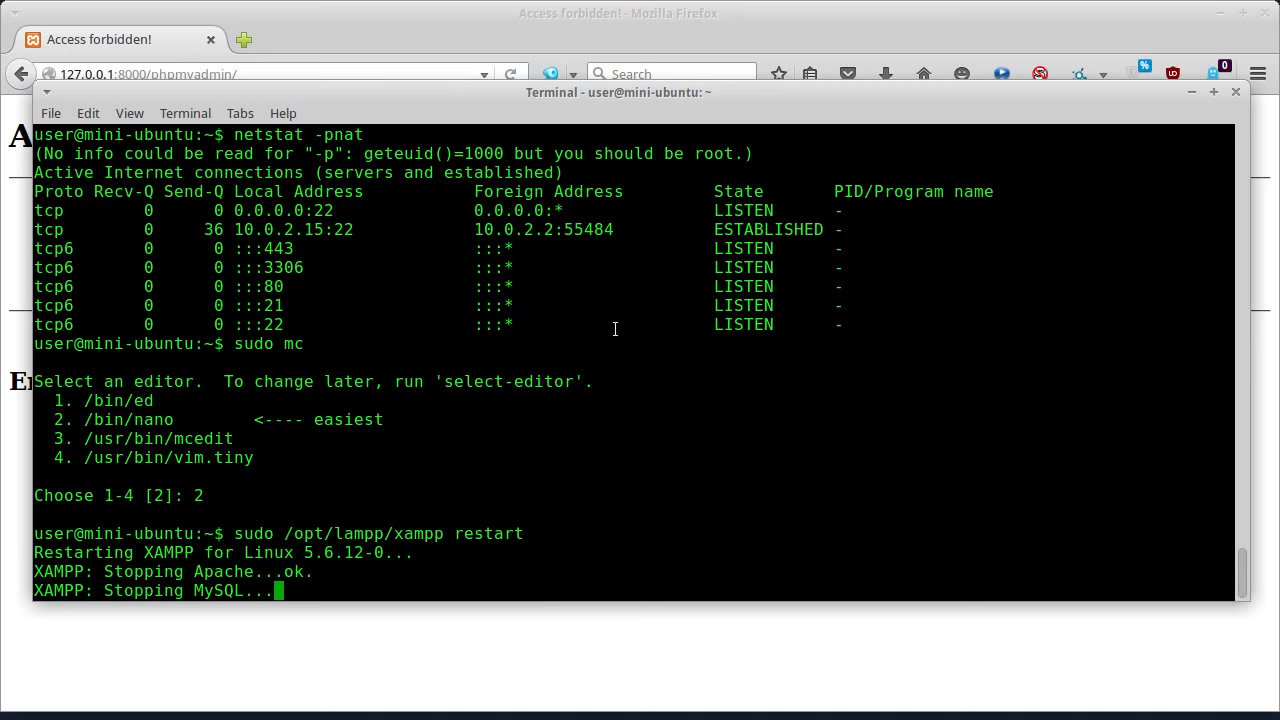 Access forbidden! - Mozilla Firefox
Access forbidden!
127.0.0.1:8000/phpmyadmin/
Search
%
0
Terminal - user@mini-ubuntu: ~
File Edit View Terminal Tabs Help
user@mini-ubuntu:~$ netstat -pnat
(No info could be read for "-p": geteuid()=1000 but you should be root.)
Active Internet connections (servers and established)
Proto Recv-Q Send-Q Local Address           Foreign Address         State       PID/Program name
tcp        0      0 0.0.0.0:22              0.0.0.0:*               LISTEN      -
tcp        0     36 10.0.2.15:22            10.0.2.2:55484          ESTABLISHED -
tcp6       0      0 :::443                  :::*                    LISTEN      -
tcp6       0      0 :::3306                 :::*                    LISTEN      -
tcp6       0      0 :::80                   :::*                    LISTEN      -
tcp6       0      0 :::21                   :::*                    LISTEN      -
tcp6       0      0 :::22                   :::*                    LISTEN      -
user@mini-ubuntu:~$ sudo mc
Select an editor.  To change later, run 'select-editor'.
  1. /bin/ed
  2. /bin/nano        <---- easiest
  3. /usr/bin/mcedit
  4. /usr/bin/vim.tiny
Choose 1-4 [2]: 2
user@mini-ubuntu:~$ sudo /opt/lampp/xampp restart
Restarting XAMPP for Linux 5.6.12-0...
XAMPP: Stopping Apache...ok.
XAMPP: Stopping MySQL...